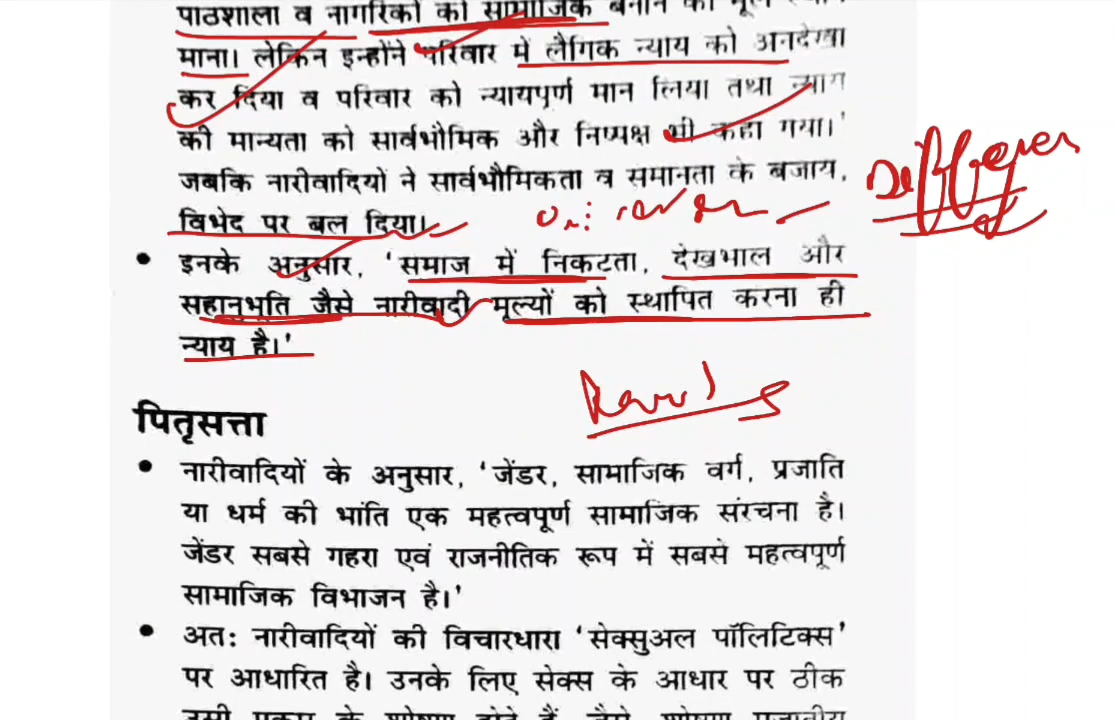 पाठशाला व नागरिकों को सामाजिक बनाने का मूल
माना। लेकिन इन्होंने परिवार में लैंगिक न्याय को अनदेखा
कर दिया व परिवार को न्यायपूर्ण मान लिया तथा न्याय
की मान्यता को सार्वभौमिक और निष्पक्ष भी कहा गया।'
जबकि नारीवादियों ने सार्वभौमिकता व समानता के बजाय,
विभेद पर बल दिया।
• इनके अनुसार, 'समाज में निकटता, देखभाल और
सहानुभूति जैसे नारीवादी मूल्यों को स्थापित करना ही
न्याय है।'
पितृसत्ता
• नारीवादियों के अनुसार, 'जेंडर, सामाजिक वर्ग, प्रजाति
या धर्म की भांति एक महत्वपूर्ण सामाजिक संरचना है।
जेंडर सबसे गहरा एवं राजनीतिक रूप में सबसे महत्वपूर्ण
सामाजिक विभाजन है।'
• अतः नारीवादियों की विचारधारा 'सेक्सुअल पॉलिटिक्स'
पर आधारित है। उनके लिए सेक्स के आधार पर ठीक